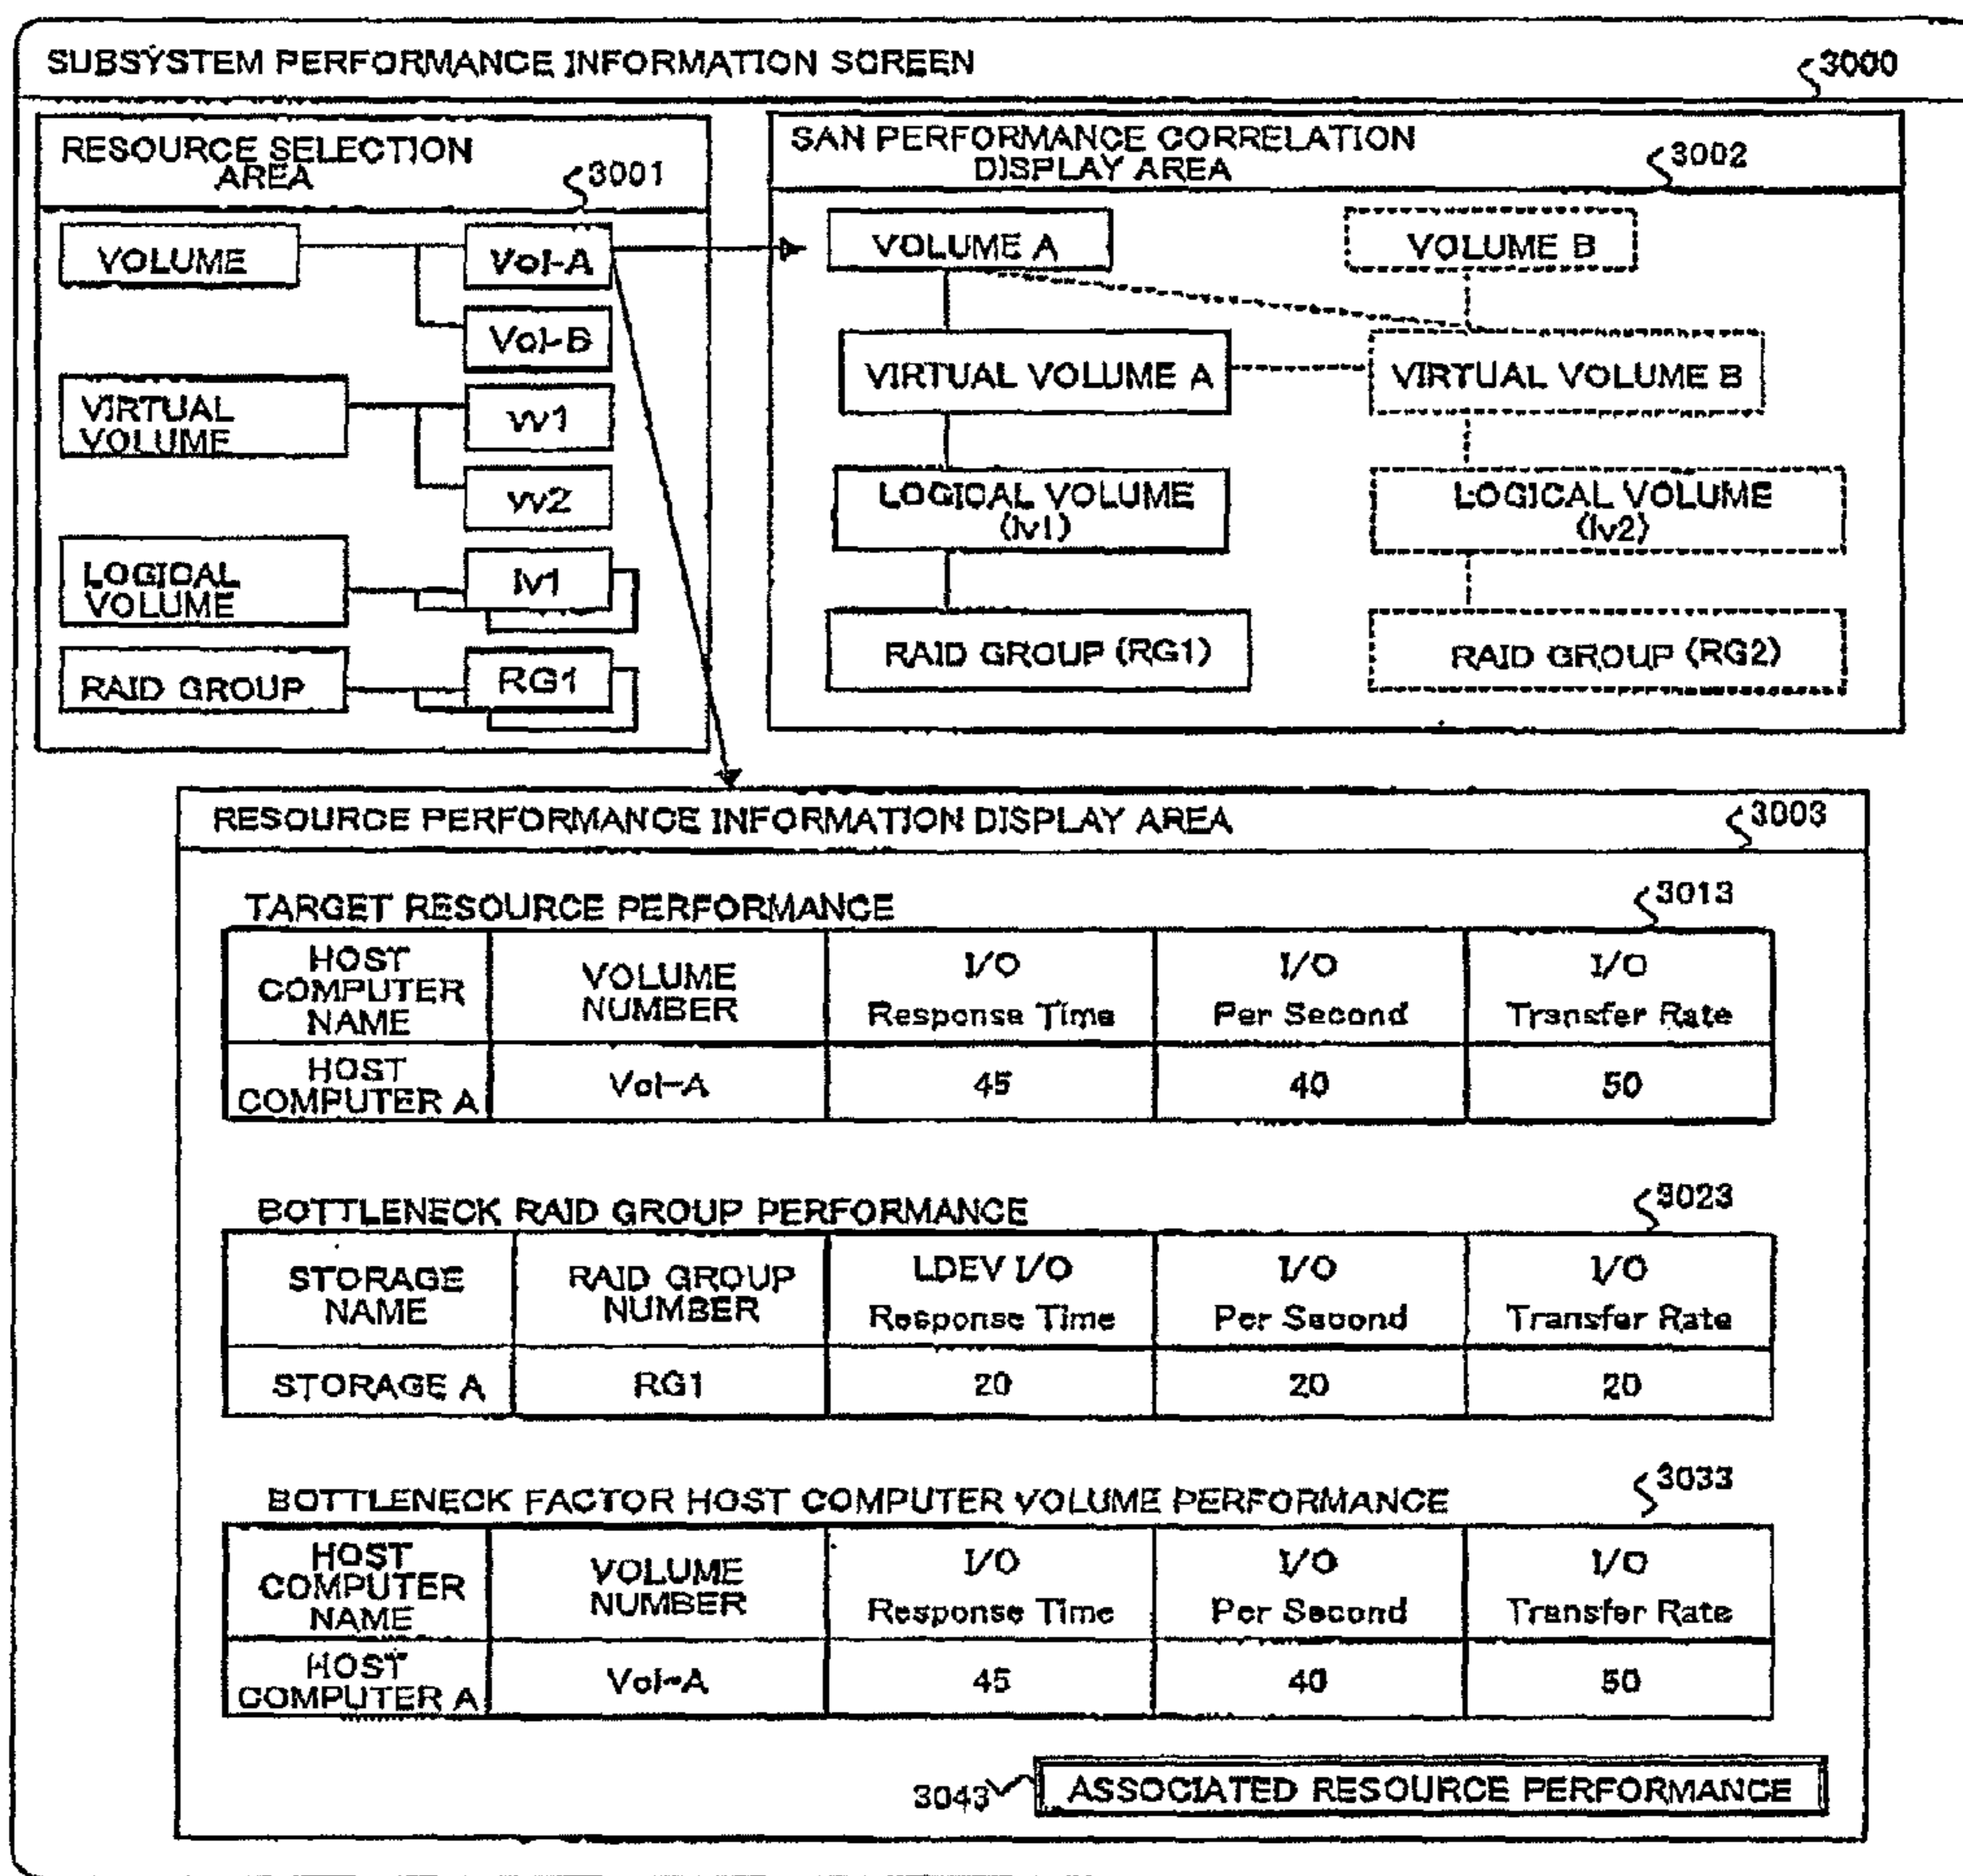 SUBSYSTEM PERFORMANCE INFORMATION SCREEN
3000
RESOURCE SELECTION
AREA
3001
VOLUME
Vol-A
Vol-B
VIRTUAL
VOLUME
vv1
vv2
LOGICAL
VOLUME
lv1
RAID GROUP
RG1
SAN PERFORMANCE CORRELATION
DISPLAY AREA
3002
VOLUME A
VOLUME B
VIRTUAL VOLUME A
VIRTUAL VOLUME B
LOGICAL VOLUME
(lv1)
LOGICAL VOLUME
(lv2)
RAID GROUP (RG1)
RAID GROUP (RG2)
RESOURCE PERFORMANCE INFORMATION DISPLAY AREA
3003
TARGET RESOURCE PERFORMANCE
3013
HOST
COMPUTER
NAME
VOLUME
NUMBER
I/O
Response Time
I/O
Per Second
I/O
Transfer Rate
HOST
COMPUTER A
Vol-A
45
40
50
BOTTLENECK RAID GROUP PERFORMANCE
3023
STORAGE
NAME
RAID GROUP
NUMBER
LDEV I/O
Response Time
I/O
Per Second
I/O
Transfer Rate
STORAGE A
RG1
20
20
20
BOTTLENECK FACTOR HOST COMPUTER VOLUME PERFORMANCE
3033
HOST
COMPUTER
NAME
VOLUME
NUMBER
I/O
Response Time
I/O
Per Second
I/O
Transfer Rate
HOST
COMPUTER A
Vol-A
45
40
50
3043
ASSOCIATED RESOURCE PERFORMANCE